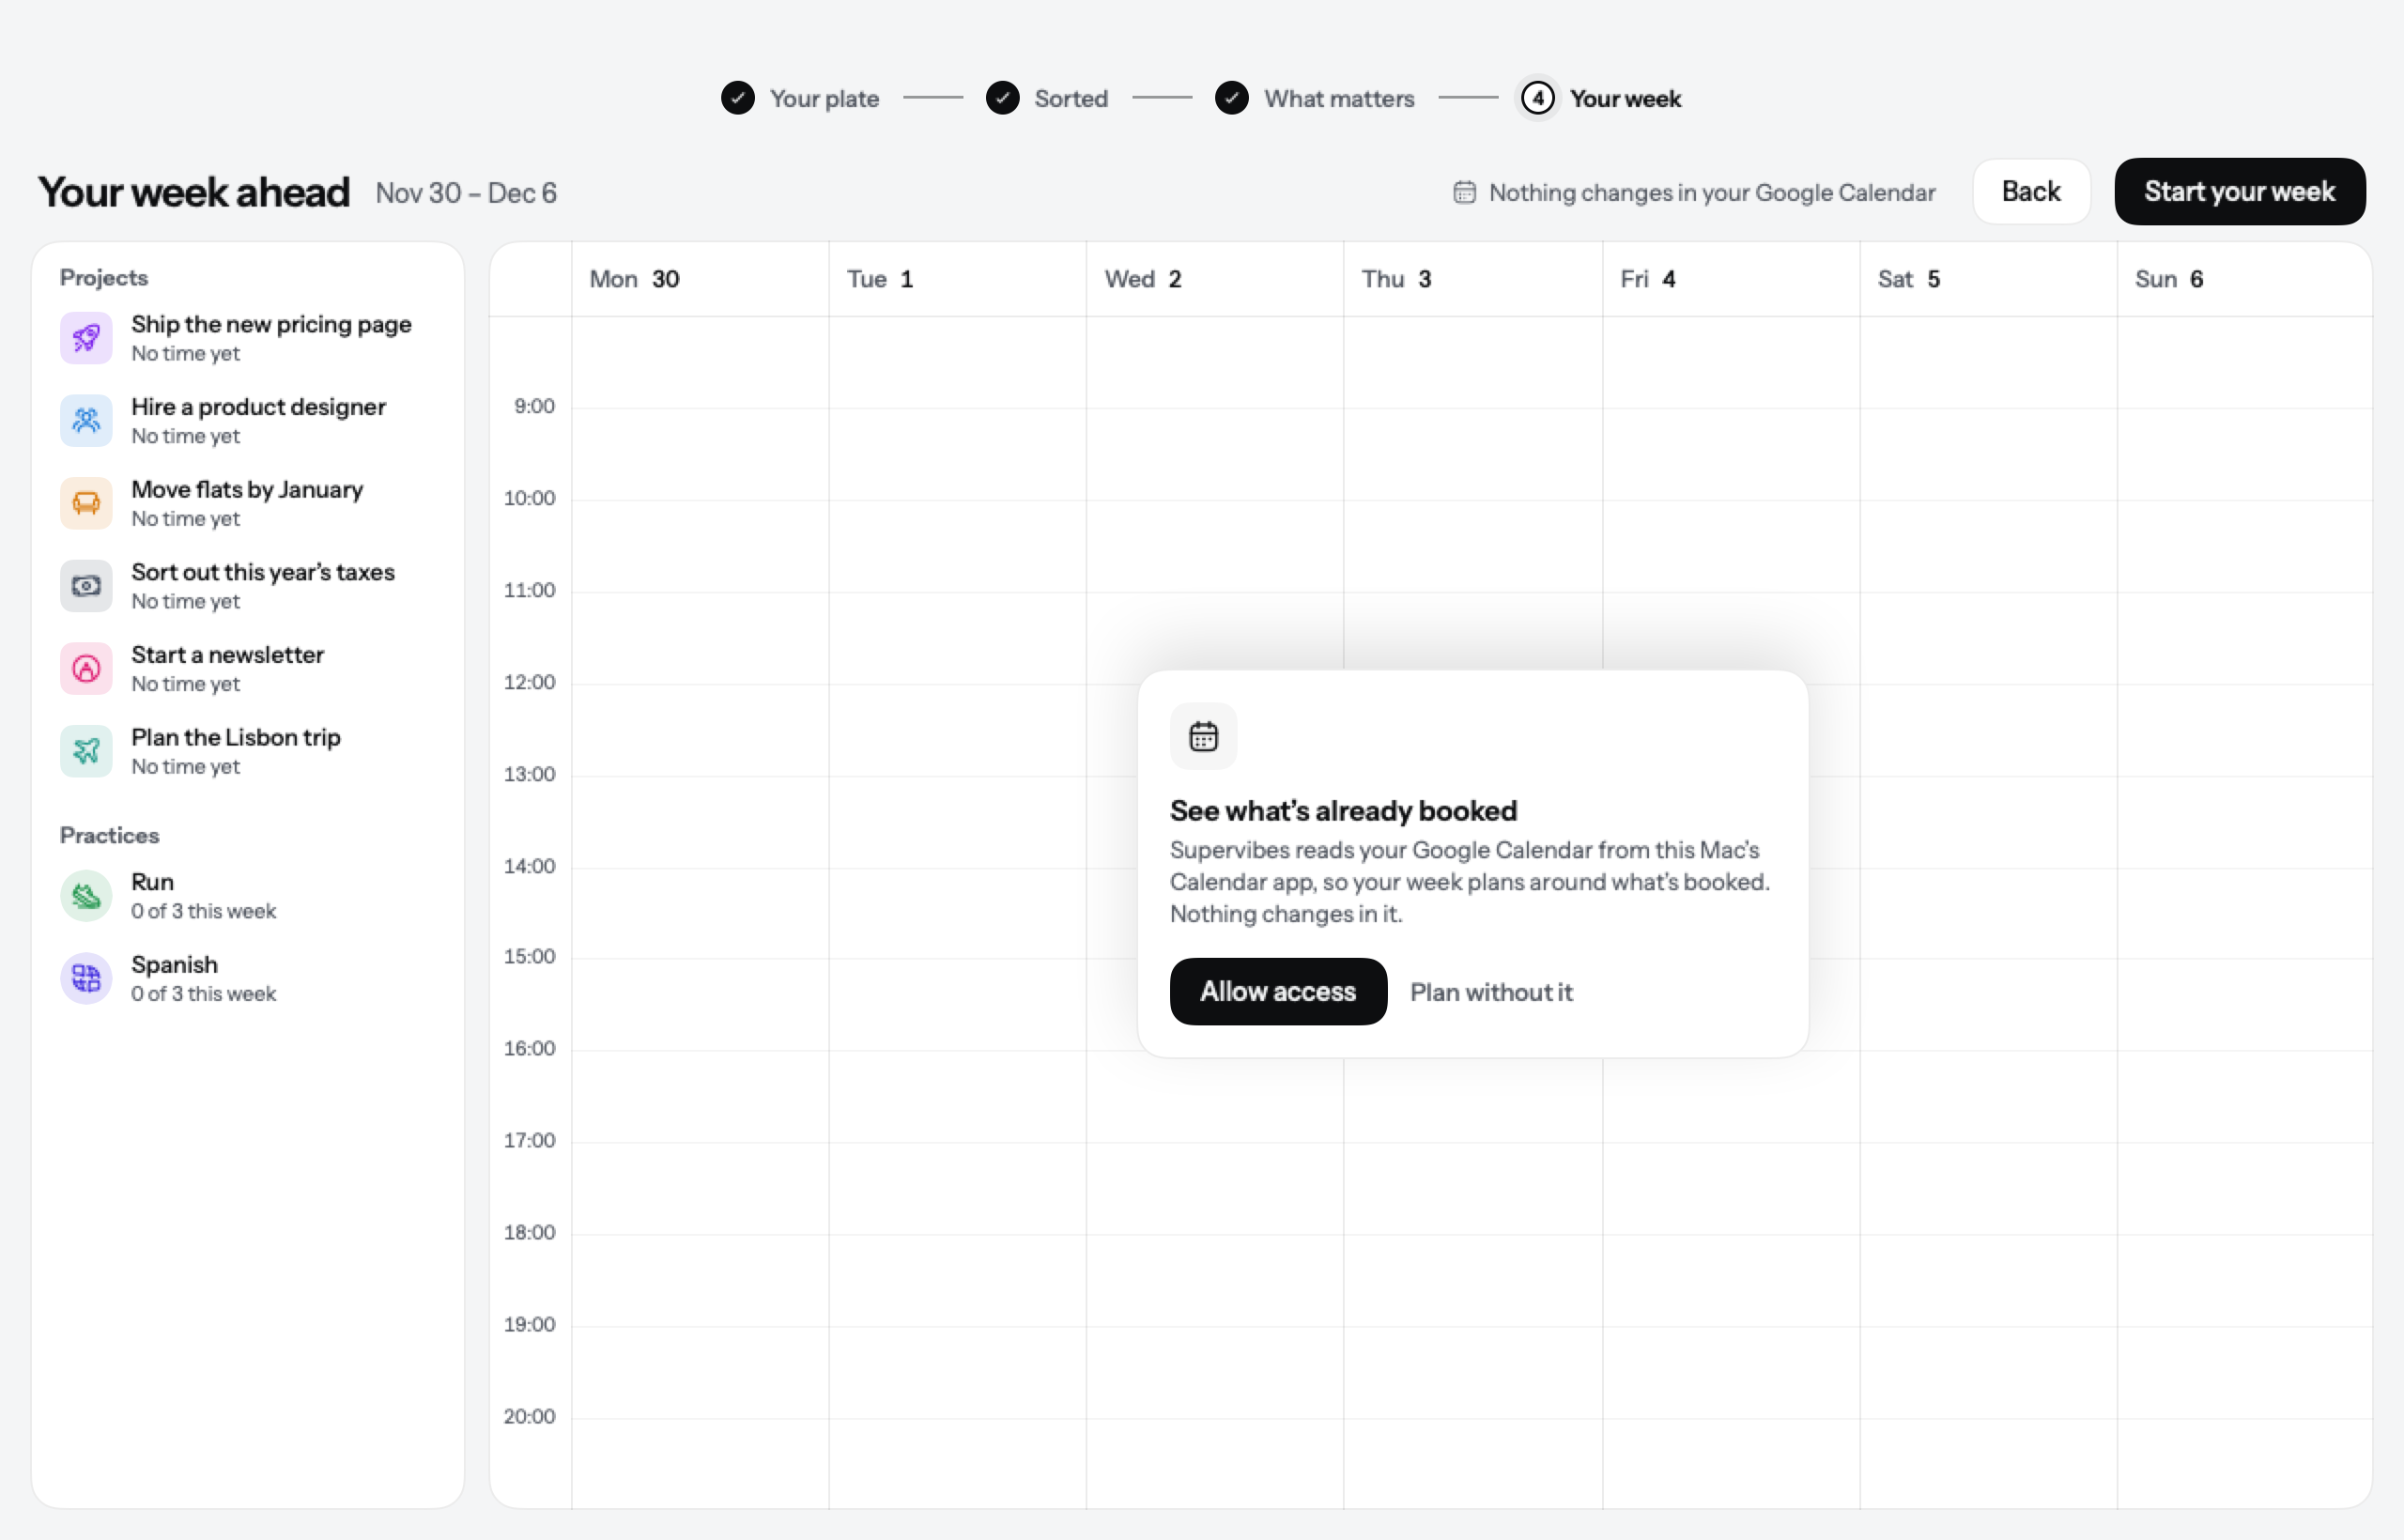 Your plate
Sorted
What matters
4 Your week
Your week ahead Nov 30 – Dec 6
Nothing changes in your Google Calendar
Back
Start your week
Projects
Ship the new pricing page
No time yet
Hire a product designer
No time yet
Move flats by January
No time yet
Sort out this year’s taxes
No time yet
Start a newsletter
No time yet
Plan the Lisbon trip
No time yet
Practices
Run
0 of 3 this week
Spanish
0 of 3 this week
Mon 30
Tue 1
Wed 2
Thu 3
Fri 4
Sat 5
Sun 6
9:00
10:00
11:00
12:00
13:00
14:00
15:00
16:00
17:00
18:00
19:00
20:00
See what’s already booked
Supervibes reads your Google Calendar from this Mac’s
Calendar app, so your week plans around what’s booked.
Nothing changes in it.
Allow access
Plan without it